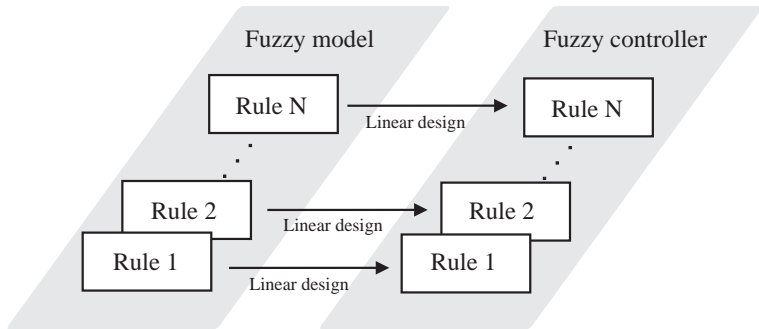 Fuzzy model
Fuzzy controller
Rule N
Linear design
Rule N
Rule 2
Linear design
Rule 2
Rule 1
Linear design
Rule 1